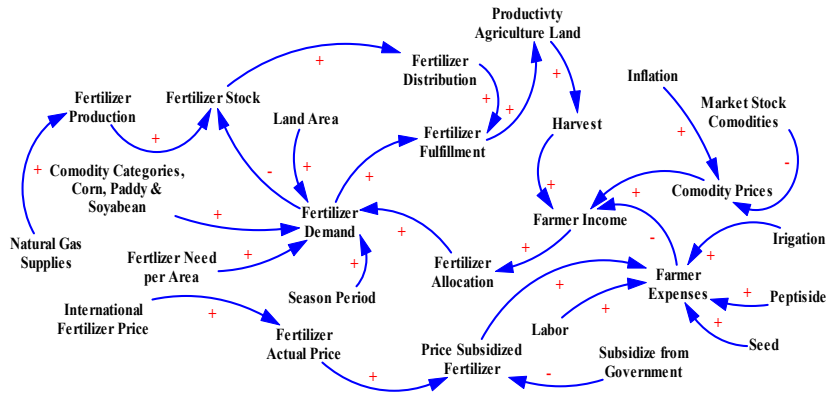 Productivty
Agriculture Land
Fertilizer
Distribution
Inflation
Market Stock
Comodities
Fertilizer
Production
Fertilizer Stock
Land Area
Fertilizer
Fulfillment
Harvest
Comodity Categories,
Corn, Paddy &
Soyabean
Comodity Prices
Fertilizer
Demand
Farmer Income
Irigation
Natural Gas
Supplies
Fertlizer Need
per Area
Fertilizer
Allocation
Farmer
Expenses
Season Period
Peptiside
International
Fertilizer Price
Fertilizer
Actual Price
Labor
Price Subsidized
Fertilizer
Subsidize from
Government
Seed
+
+
+
+
+
+
-
+
+
-
+
+
+
+
+
+
-
+
+
+
+
+
+
+
+
+
+
-